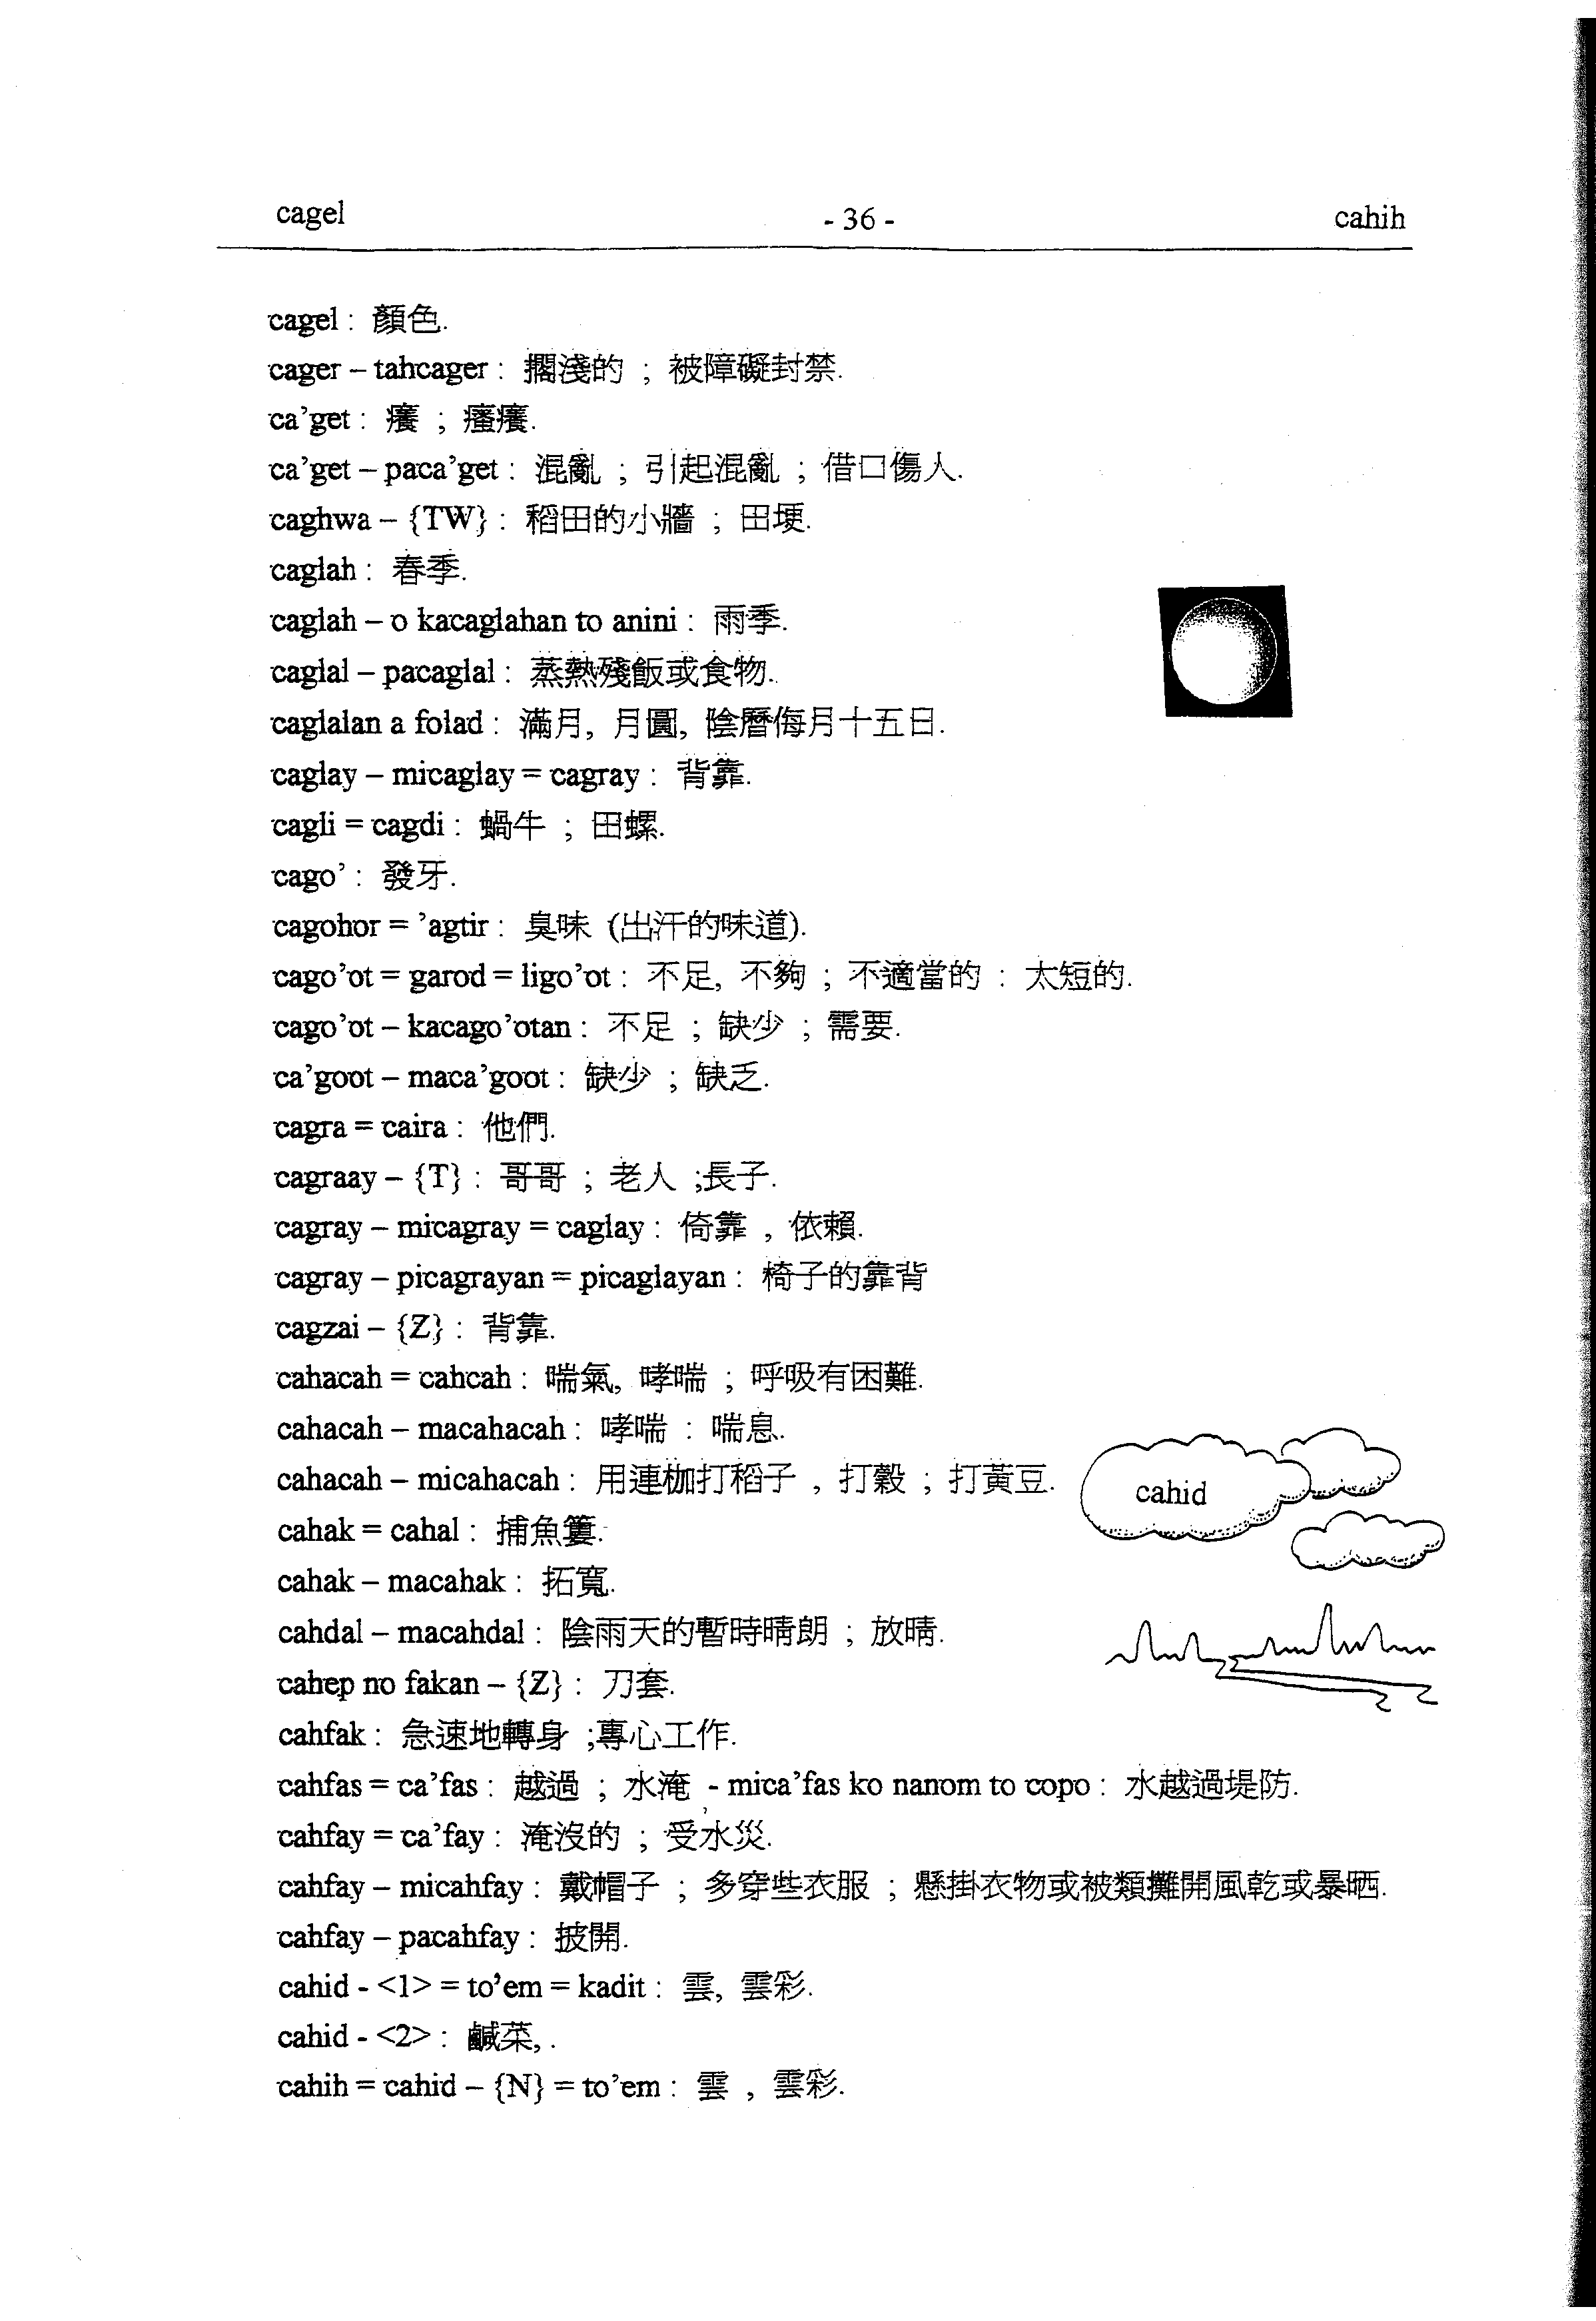 cagel - 36 - cahih
cagel : 顏色.
cager – tahcager : 擱淺的 ; 被障礙封禁.
ca’get : 癢 ; 瘙癢.
ca’get – paca’get : 混亂 ; 引起混亂 ; 借口傷人.
caghwa – {TW} : 稻田的小牆 ; 田埂.
caglah : 春季.
caglah – o kacaglahan to anini : 雨季.
caglal – pacaglal : 蒸熱殘飯或食物.
caglalan a folad : 滿月, 月圓, 陰曆侮月十五日.
caglay – micaglay = cagray : 背靠.
cagli = cagdi : 蝸牛 ; 田螺.
cago’ : 發牙.
cagohor = ’agtir : 臭味 (出汗的味道).
cago’ot = garod = ligo’ot : 不足, 不夠 ; 不適當的 : 太短的.
cago’ot – kacago’otan : 不足 ; 缺少 ; 需要.
ca’goot – maca’goot : 缺少 ; 缺乏.
cagra = caira : 他們.
cagraay – {T} : 哥哥 ; 老人 ;長子.
cagray – micagray = caglay : 倚靠 , 依賴.
cagray – picagrayan = picaglayan : 椅子的靠背
cagzai – {Z} : 背靠.
cahacah = cahcah : 喘氣, 哮喘 ; 呼吸有困難.
cahacah – macahacah : 哮喘 : 喘息.
cahacah – micahacah : 用連枷打稻子 , 打穀 ; 打黃豆.
cahid
cahak = cahal : 捕魚簍.
cahak – macahak : 拓寬.
cahdal – macahdal : 陰雨天的暫時晴朗 ; 放晴.
cahep no fakan – {Z} : 刀套.
cahfak : 急速地轉身 ;專心工作.
cahfas = ca’fas : 越過 ; 水淹 - mica’fas ko nanom to copo : 水越過堤防.
cahfay = ca’fay : 淹沒的 ; 受水災.
cahfay – micahfay : 戴帽子 ; 多穿些衣服 ; 懸掛衣物或被類攤開風乾或暴晒.
cahfay – pacahfay : 披開.
cahid - <1> = to’em = kadit : 雲, 雲彩.
cahid - <2> : 鹹菜, .
cahih = cahid – {N} = to’em : 雲 , 雲彩.